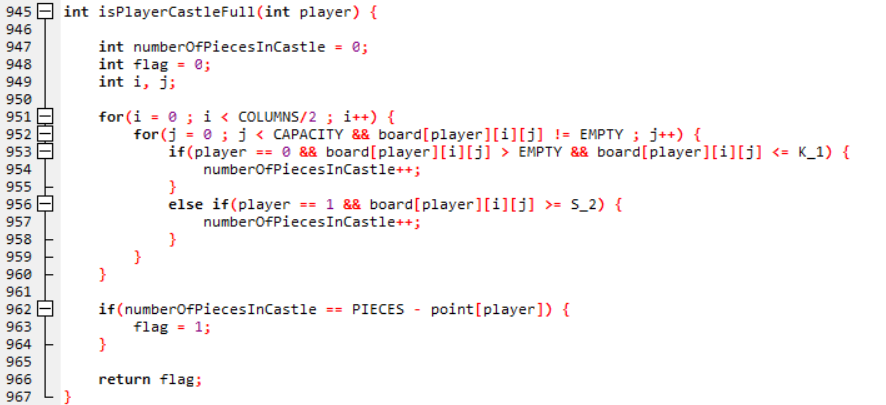 945 int isPlayerCastleFull(int player) {
946
947     int numberOfPiecesInCastle = 0;
948     int flag = 0;
949     int i, j;
950
951     for(i = 0 ; i < COLUMNS/2 ; i++) {
952         for(j = 0 ; j < CAPACITY && board[player][i][j] != EMPTY ; j++) {
953             if(player == 0 && board[player][i][j] > EMPTY && board[player][i][j] <= K_1) {
954                 numberOfPiecesInCastle++;
955             }
956             else if(player == 1 && board[player][i][j] >= S_2) {
957                 numberOfPiecesInCastle++;
958             }
959         }
960     }
961
962     if(numberOfPiecesInCastle == PIECES - point[player]) {
963         flag = 1;
964     }
965
966     return flag;
967 }